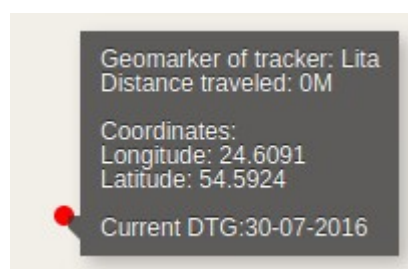 Geomarker of tracker: Lita
Distance traveled: 0M
Coordinates:
Longitude: 24.6091
Latitude: 54.5924
Current DTG:30-07-2016